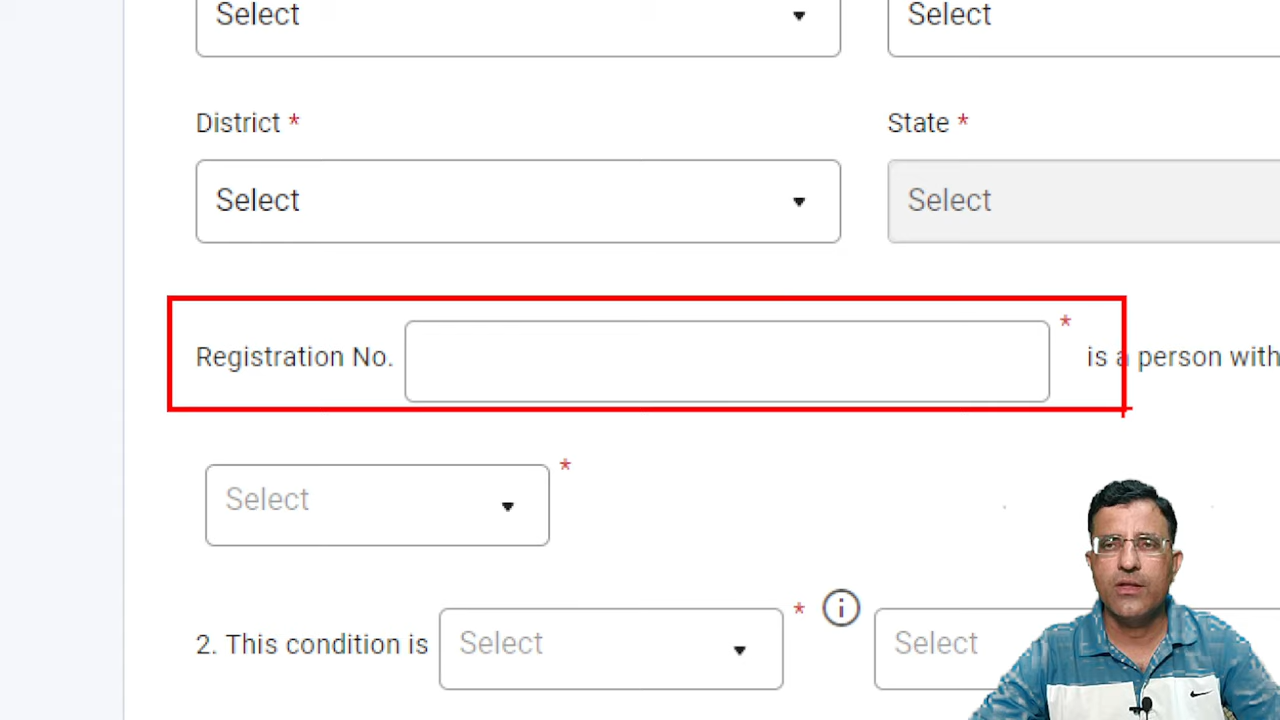 Select Select
District * State *
Select Select
Registration No. * is a person with
Select *
2. This condition is Select * i Select